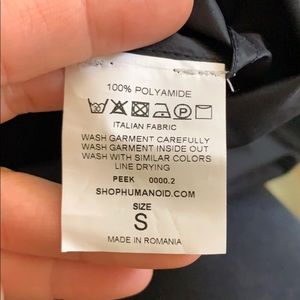 100% POLYAMIDE
ITALIAN FABRIC
WASH GARMENT CAREFULLY
WASH GARMENT INSIDE OUT
WASH WITH SIMILAR COLORS
LINE DRYING
PEEK 0000.2
SHOPHUMANOID.COM
SIZE
S
MADE IN ROMANIA